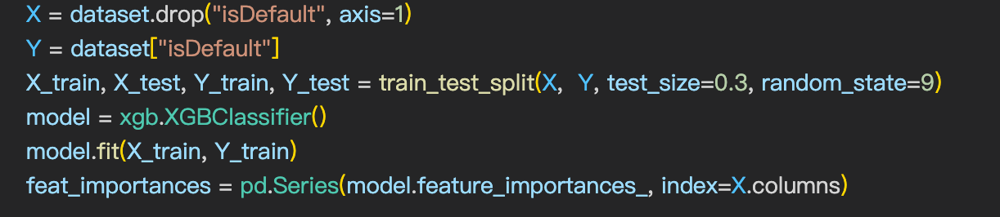 X = dataset.drop("isDefault", axis=1)
Y = dataset["isDefault"]
X_train, X_test, Y_train, Y_test = train_test_split(X,  Y, test_size=0.3, random_state=9)
model = xgb.XGBClassifier()
model.fit(X_train, Y_train)
feat_importances = pd.Series(model.feature_importances_, index=X.columns)